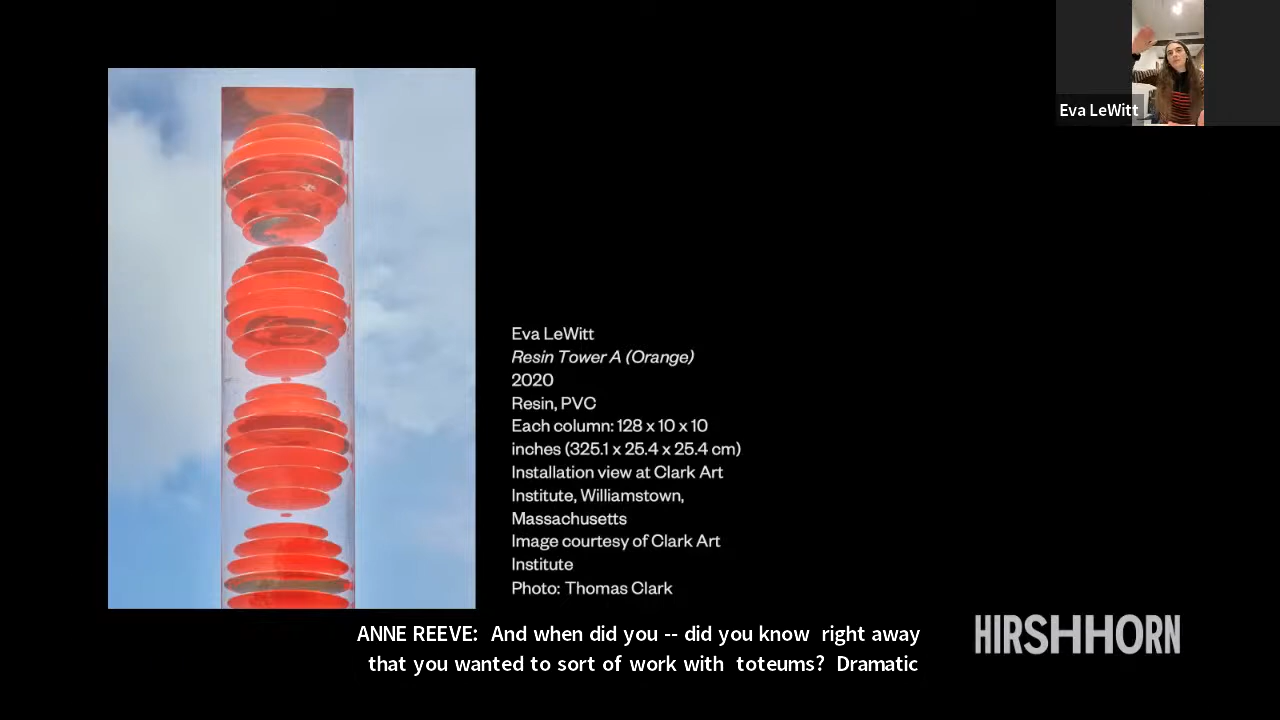 Eva LeWitt
Eva LeWitt
Resin Tower A (Orange)
2020
Resin, PVC
Each column: 128 x 10 x 10
inches (325.1 x 25.4 x 25.4 cm)
Installation view at Clark Art
Institute, Williamstown,
Massachusetts
Image courtesy of Clark Art
Institute
Photo: Thomas Clark
ANNE REEVE: And when did you -- did you know right away
that you wanted to sort of work with toteums? Dramatic
HIRSHHORN